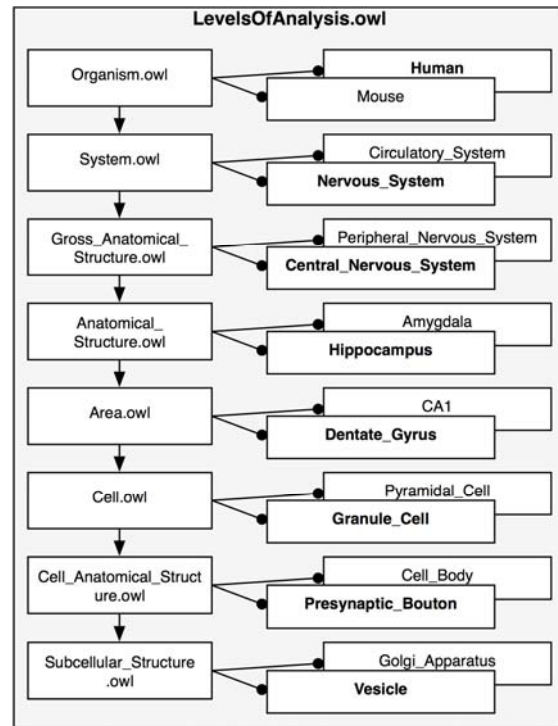 LevelsOfAnalysis.owl
Organism.owl
Human
Mouse
System.owl
Circulatory_System
Nervous_System
Gross_Anatomical_
Structure.owl
Peripheral_Nervous_System
Central_Nervous_System
Anatomical_
Structure.owl
Amygdala
Hippocampus
Area.owl
CA1
Dentate_Gyrus
Cell.owl
Pyramidal_Cell
Granule_Cell
Cell_Anatomical_Struct
ure.owl
Cell_Body
Presynaptic_Bouton
Subcellular_Structure
.owl
Golgi_Apparatus
Vesicle